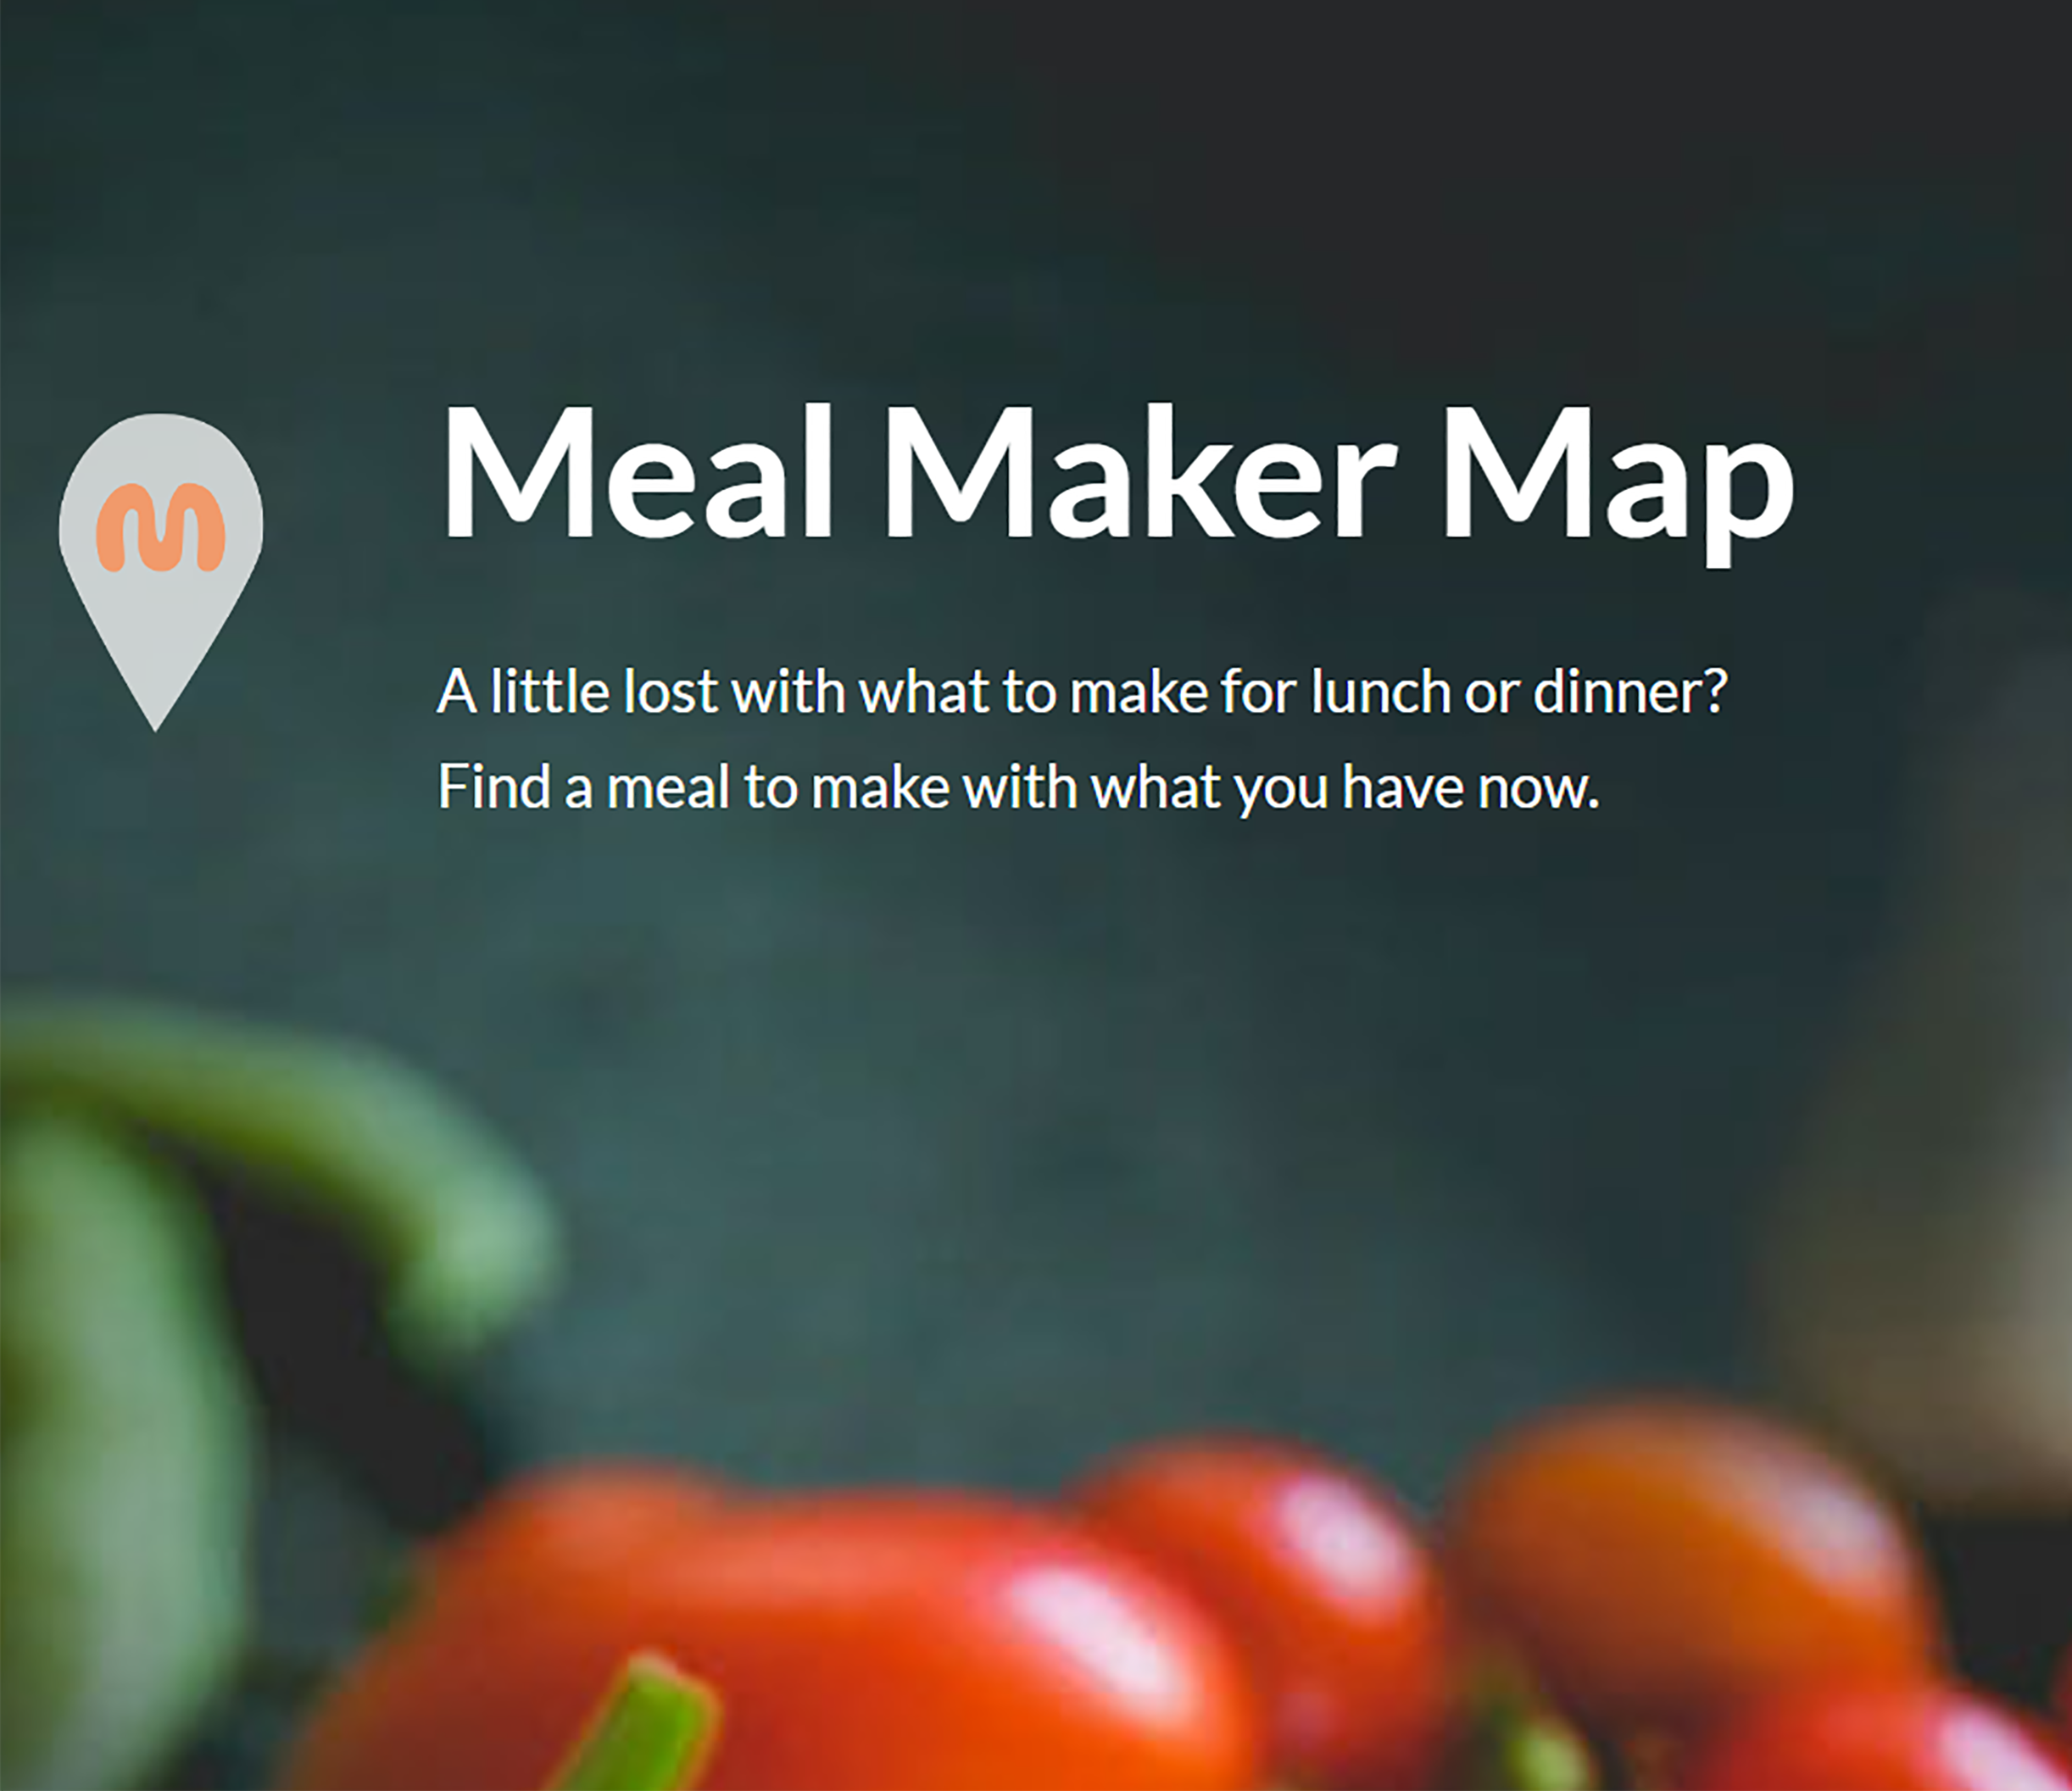 M
Meal Maker Map
A little lost with what to make for lunch or dinner?
Find a meal to make with what you have now.